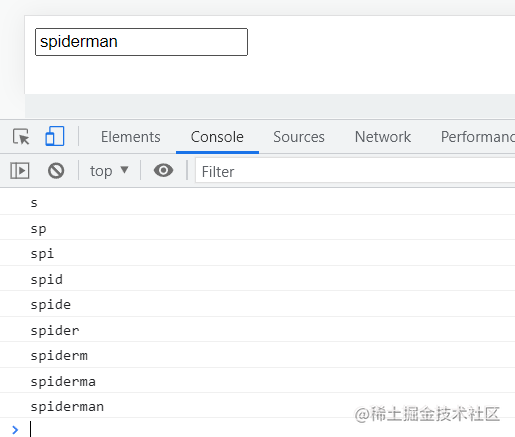 spiderman
Elements Console Sources Network Performanc
top ▼ Filter
s
sp
spi
spid
spide
spider
spiderm
spiderma
spiderman
>
@稀土掘金技术社区